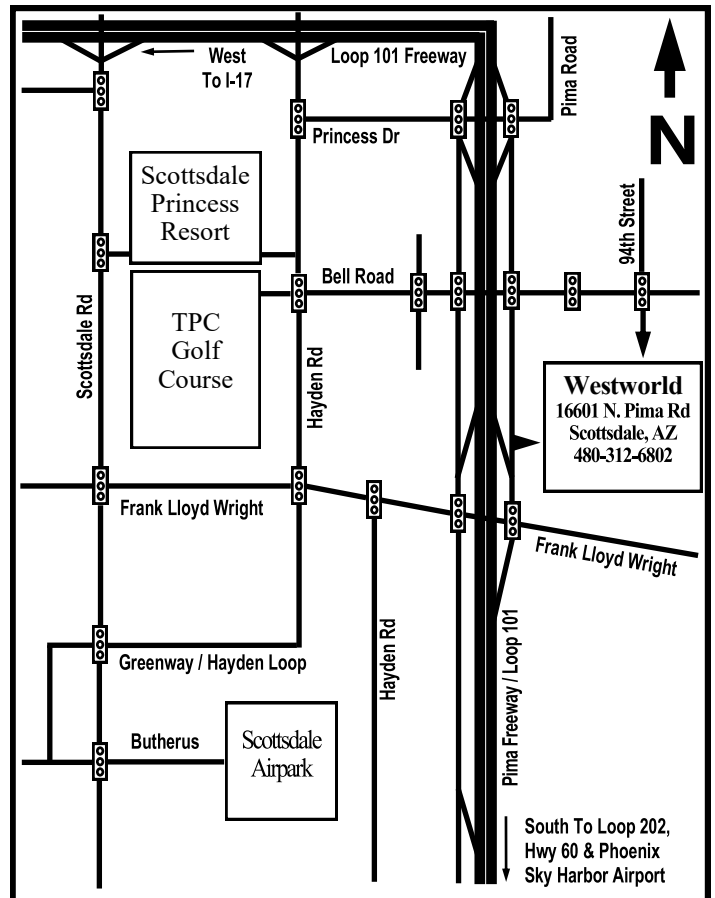 West
To I-17
Loop 101 Freeway
Pima Road
N
Princess Dr
Scottsdale
Princess
Resort
94th Street
Bell Road
TPC
Golf
Course
Scottsdale Rd
Hayden Rd
Westworld
16601 N. Pima Rd
Scottsdale, AZ
480-312-6802
Frank Lloyd Wright
Frank Lloyd Wright
Hayden Rd
Greenway / Hayden Loop
Pima Freeway / Loop 101
Butherus
Scottsdale
Airpark
South To Loop 202,
Hwy 60 & Phoenix
Sky Harbor Airport